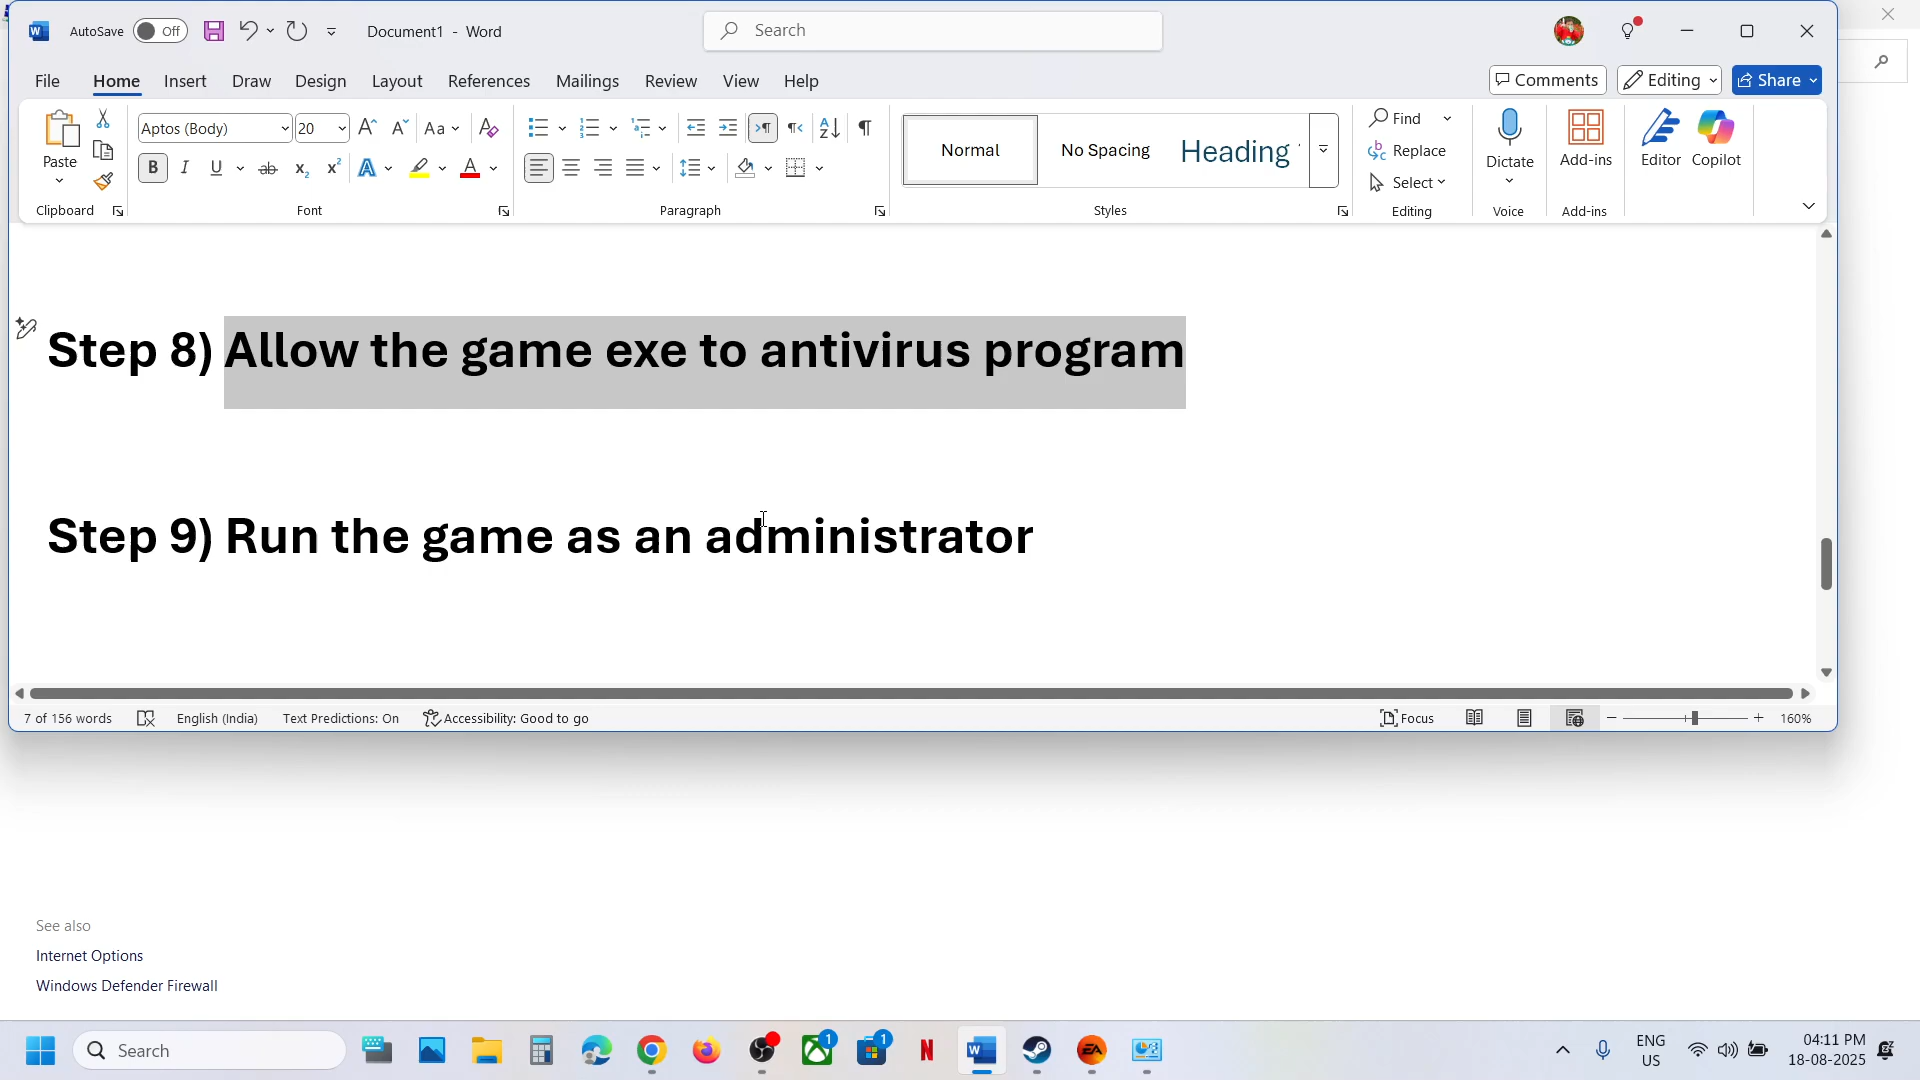 AutoSave
Off
Document1 - Word
Search
File
Home
Insert
Draw
Design
Layout
References
Mailings
Review
View
Help
Comments
Editing
Share
Paste
Clipboard
Aptos (Body)
20
Font
Paragraph
Normal
No Spacing
Heading
Styles
Find
Replace
Select
Editing
Dictate
Voice
Add-ins
Add-ins
Editor
Copilot
Step 8) Allow the game exe to antivirus program
Step 9) Run the game as an administrator
7 of 156 words
English (India)
Text Predictions: On
Accessibility: Good to go
Focus
160%
See also
Internet Options
Windows Defender Firewall
Search
1
1
ENG
US
04:11 PM
18-08-2025